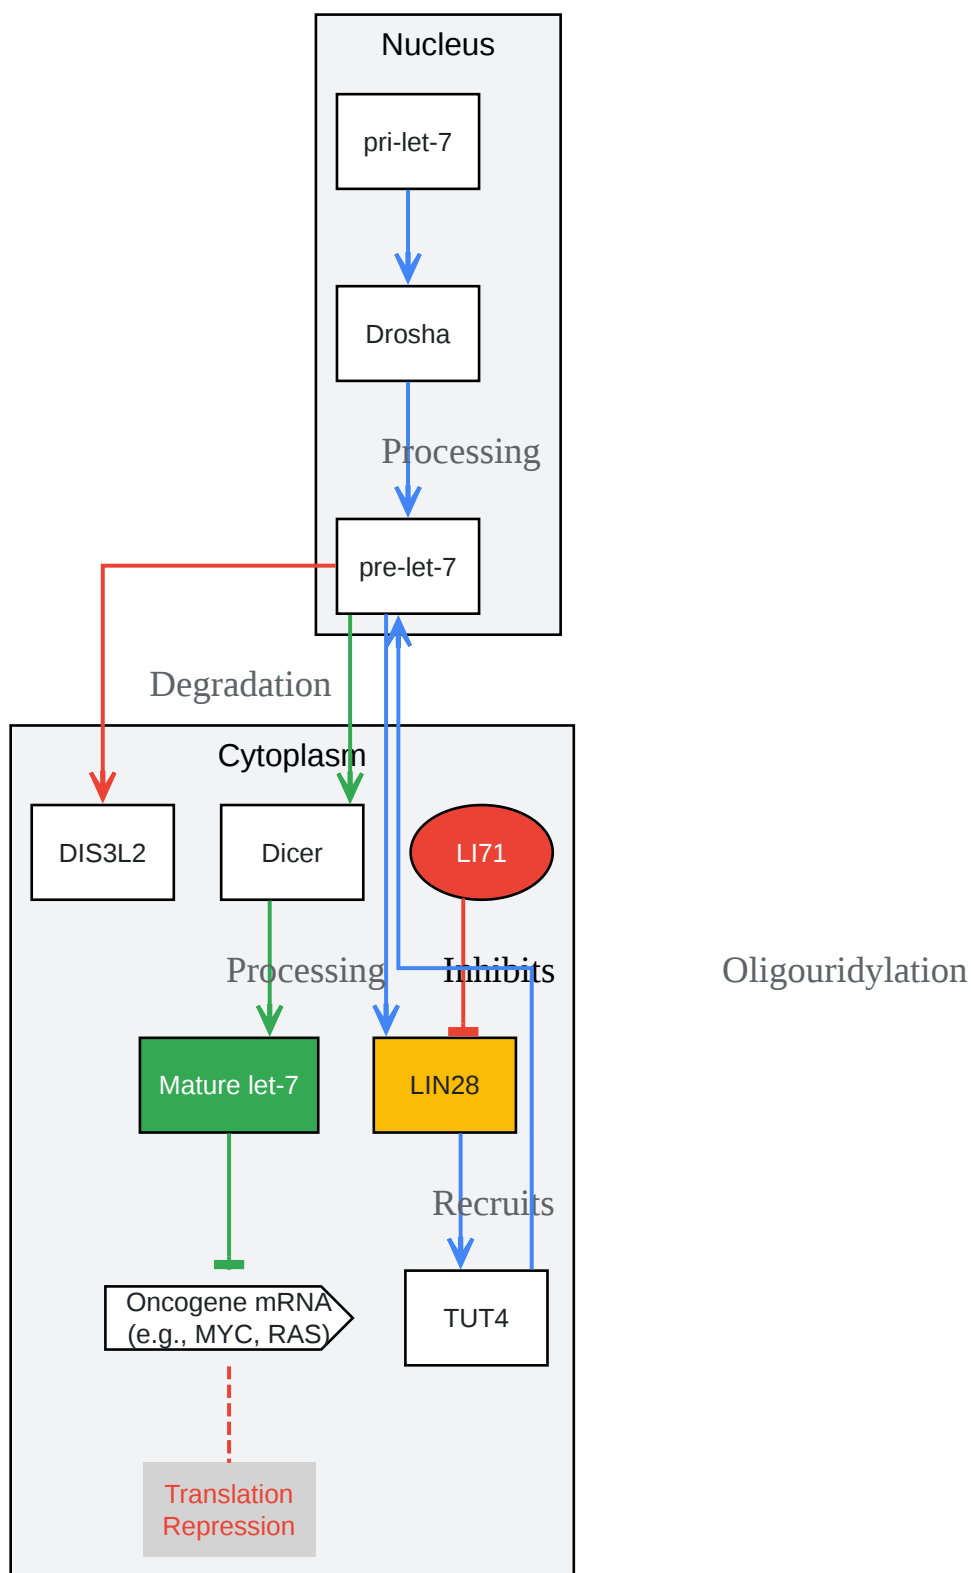 Nucleus
pri-let-7
Drosha
Processing
pre-let-7
Degradation
Cytoplasm
DIS3L2
Dicer
LI71
Processing
Inhibits
Oligouridylation
Mature let-7
LIN28
Recruits
Oncogene mRNA
(e.g., MYC, RAS)
TUT4
Translation
Repression